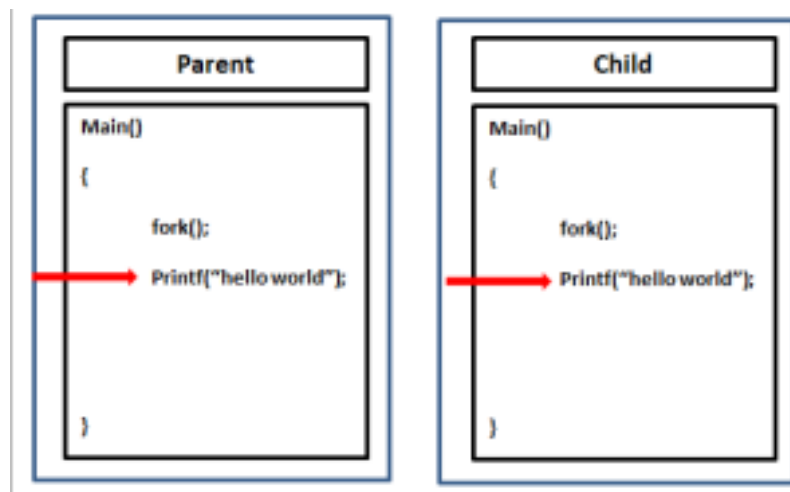 Parent
Main()
{
fork();
Printf("hello world");
}
Child
Main()
{
fork();
Printf("hello world");
}